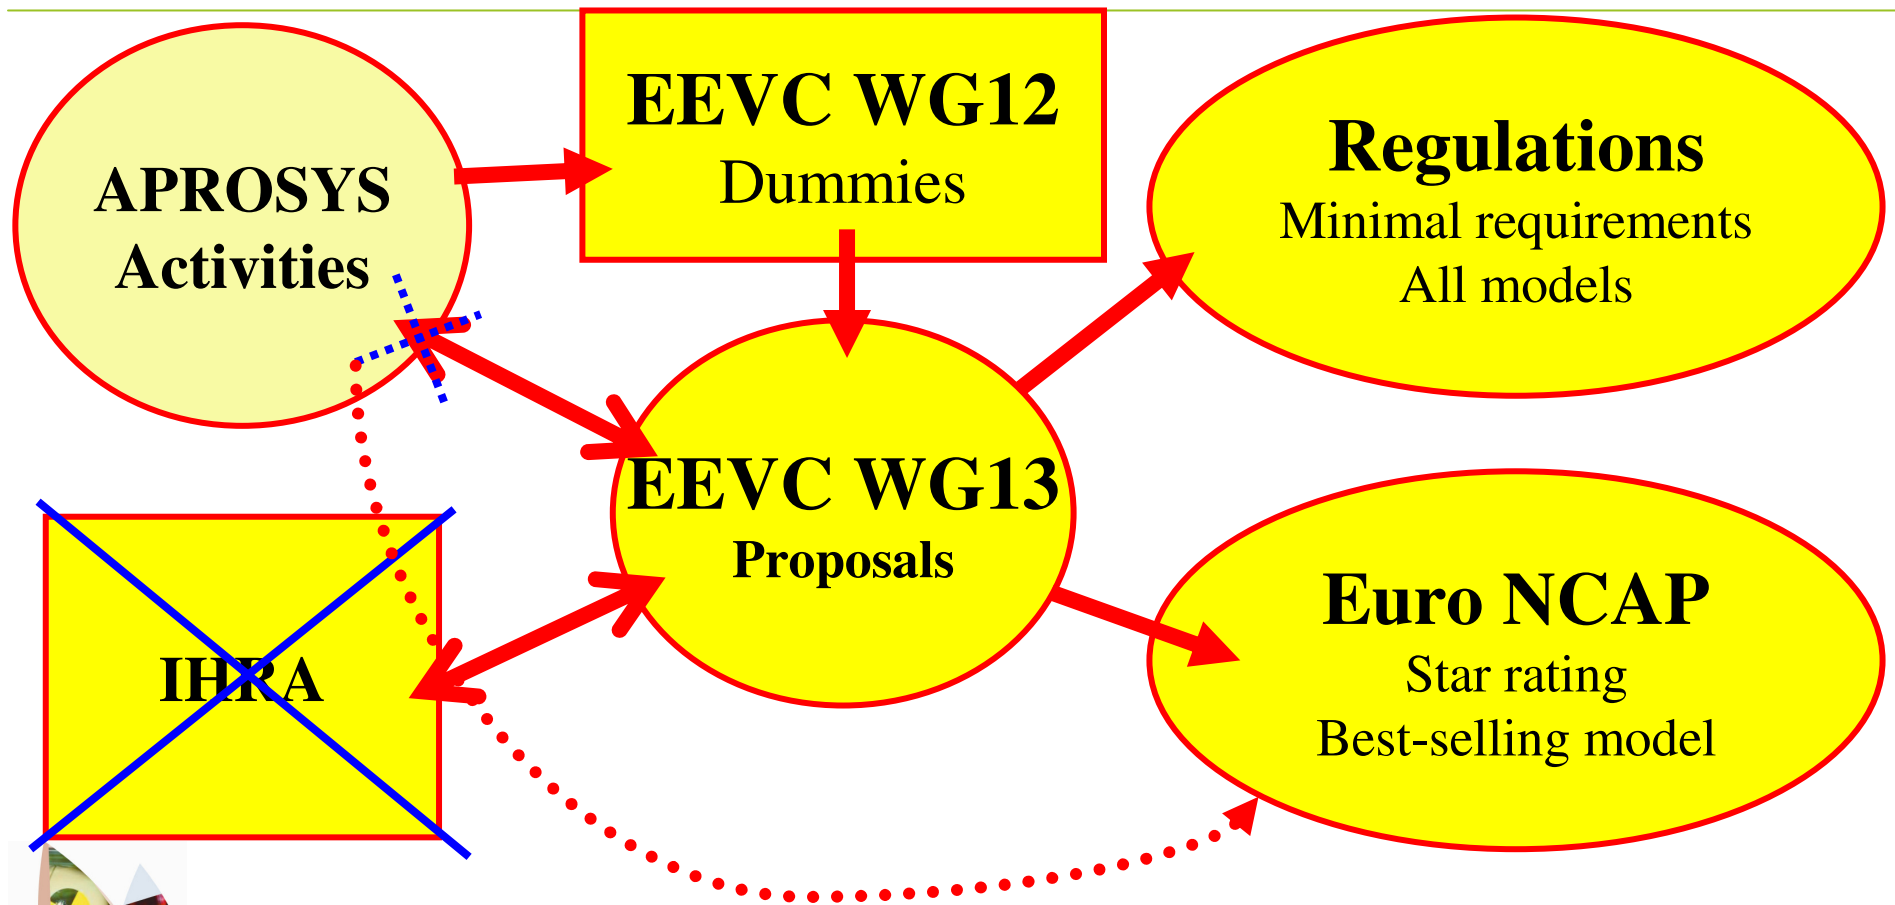 APROSYS
Activities
EEVC WG12
Dummies
Regulations
Minimal requirements
All models
EEVC WG13
Proposals
IHRA
Euro NCAP
Star rating
Best-selling model